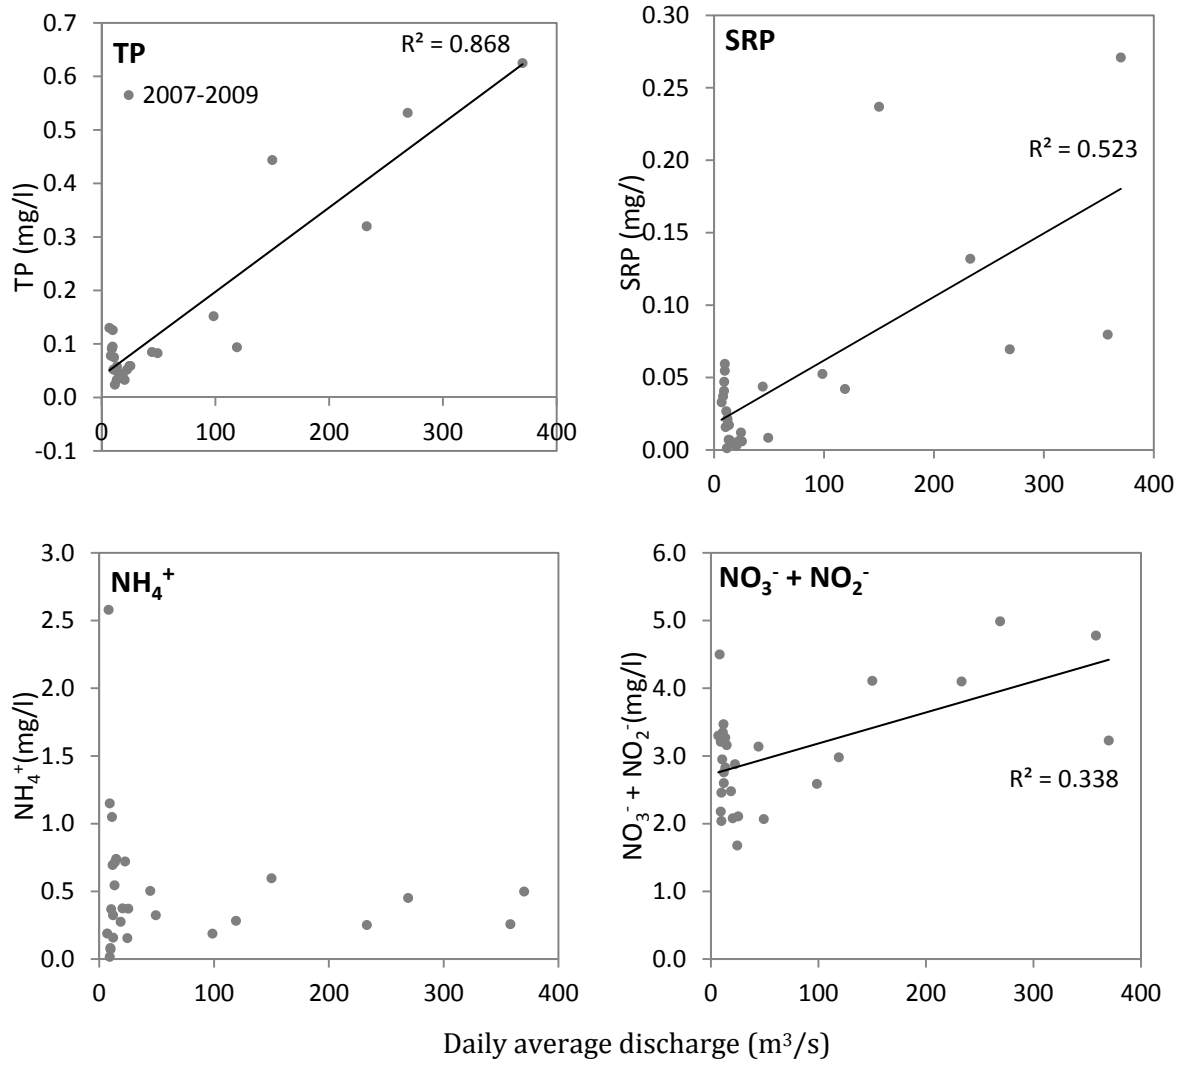 TP
R² = 0.868
2007-2009
TP (mg/l)
0.7
0.6
0.5
0.4
0.3
0.2
0.1
0.0
-0.1
0 100 200 300 400
SRP
R² = 0.523
SRP (mg/)
0.30
0.25
0.20
0.15
0.10
0.05
0.00
0 100 200 300 400
NH₄⁺
NH₄⁺(mg/l)
3.0
2.5
2.0
1.5
1.0
0.5
0.0
0 100 200 300 400
NO₃⁻ + NO₂⁻
R² = 0.338
NO₃⁻ + NO₂⁻(mg/l)
6.0
5.0
4.0
3.0
2.0
1.0
0.0
0 100 200 300 400
Daily average discharge (m³/s)